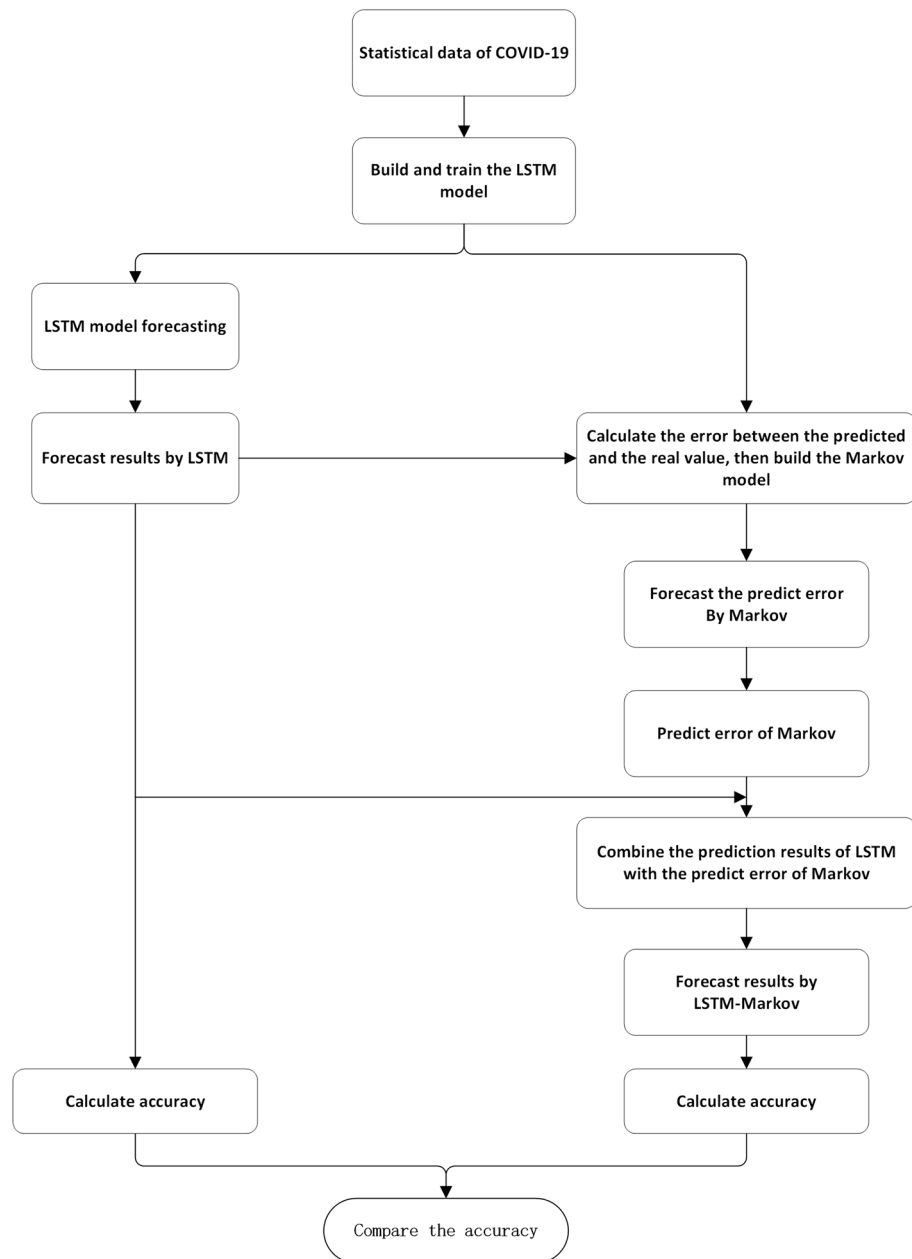 Statistical data of COVID-19
Build and train the LSTM
model
LSTM model forecasting
Forecast results by LSTM
Calculate the error between the predicted
and the real value, then build the Markov
model
Forecast the predict error
By Markov
Predict error of Markov
Combine the prediction results of LSTM
with the predict error of Markov
Forecast results by
LSTM-Markov
Calculate accuracy
Calculate accuracy
Compare the accuracy